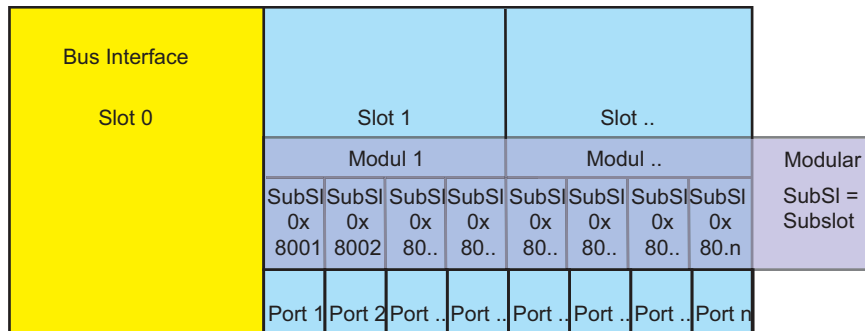 Bus Interface
Slot 0
Slot 1
Slot ..
Modul 1
Modul ..
Modular
SubSl SubSl SubSl SubSl SubSl SubSl SubSl SubSl
0x 0x 0x 0x 0x 0x 0x 0x
8001 8002 80.. 80.. 80.. 80.. 80.. 80.n
SubSl =
Subslot
Port 1 Port 2 Port .. Port .. Port .. Port .. Port .. Port n